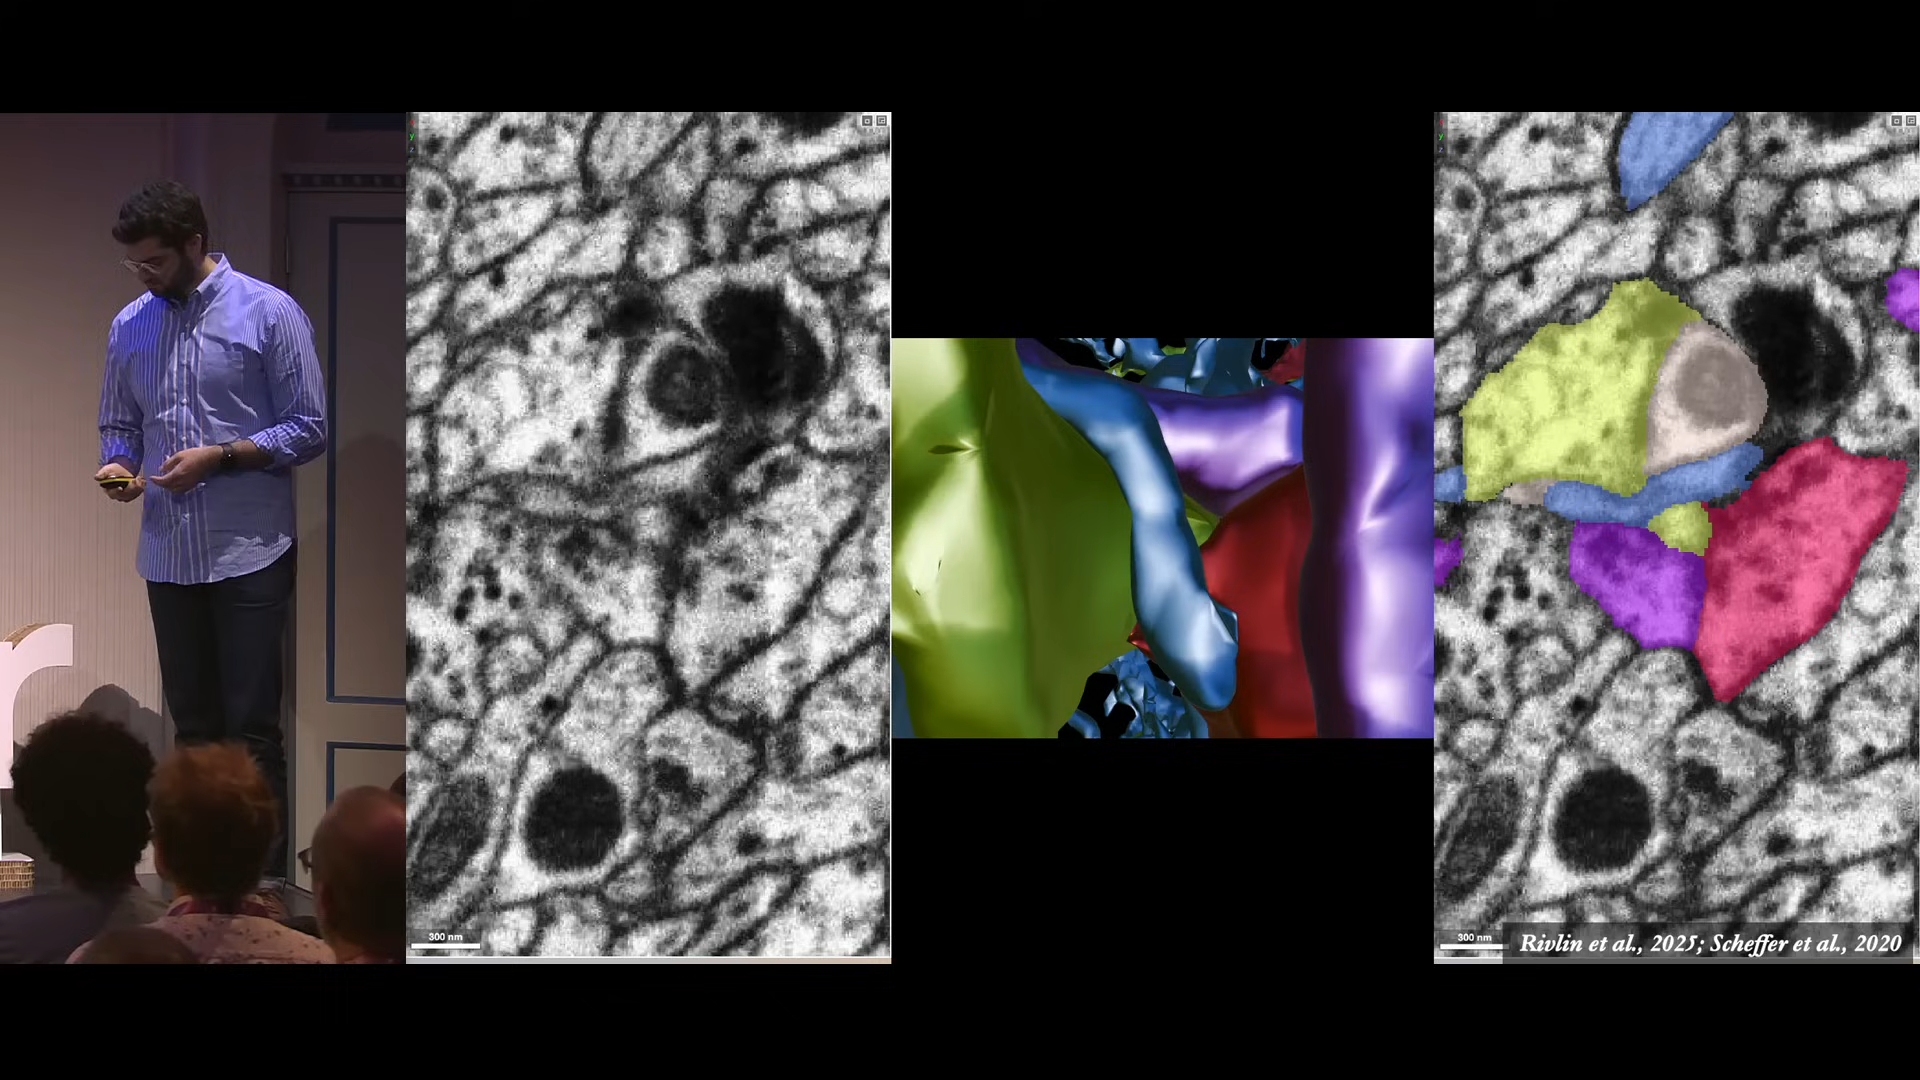 y
300 nm
y
300 nm
Rivlin et al., 2025; Scheffer et al., 2020
r